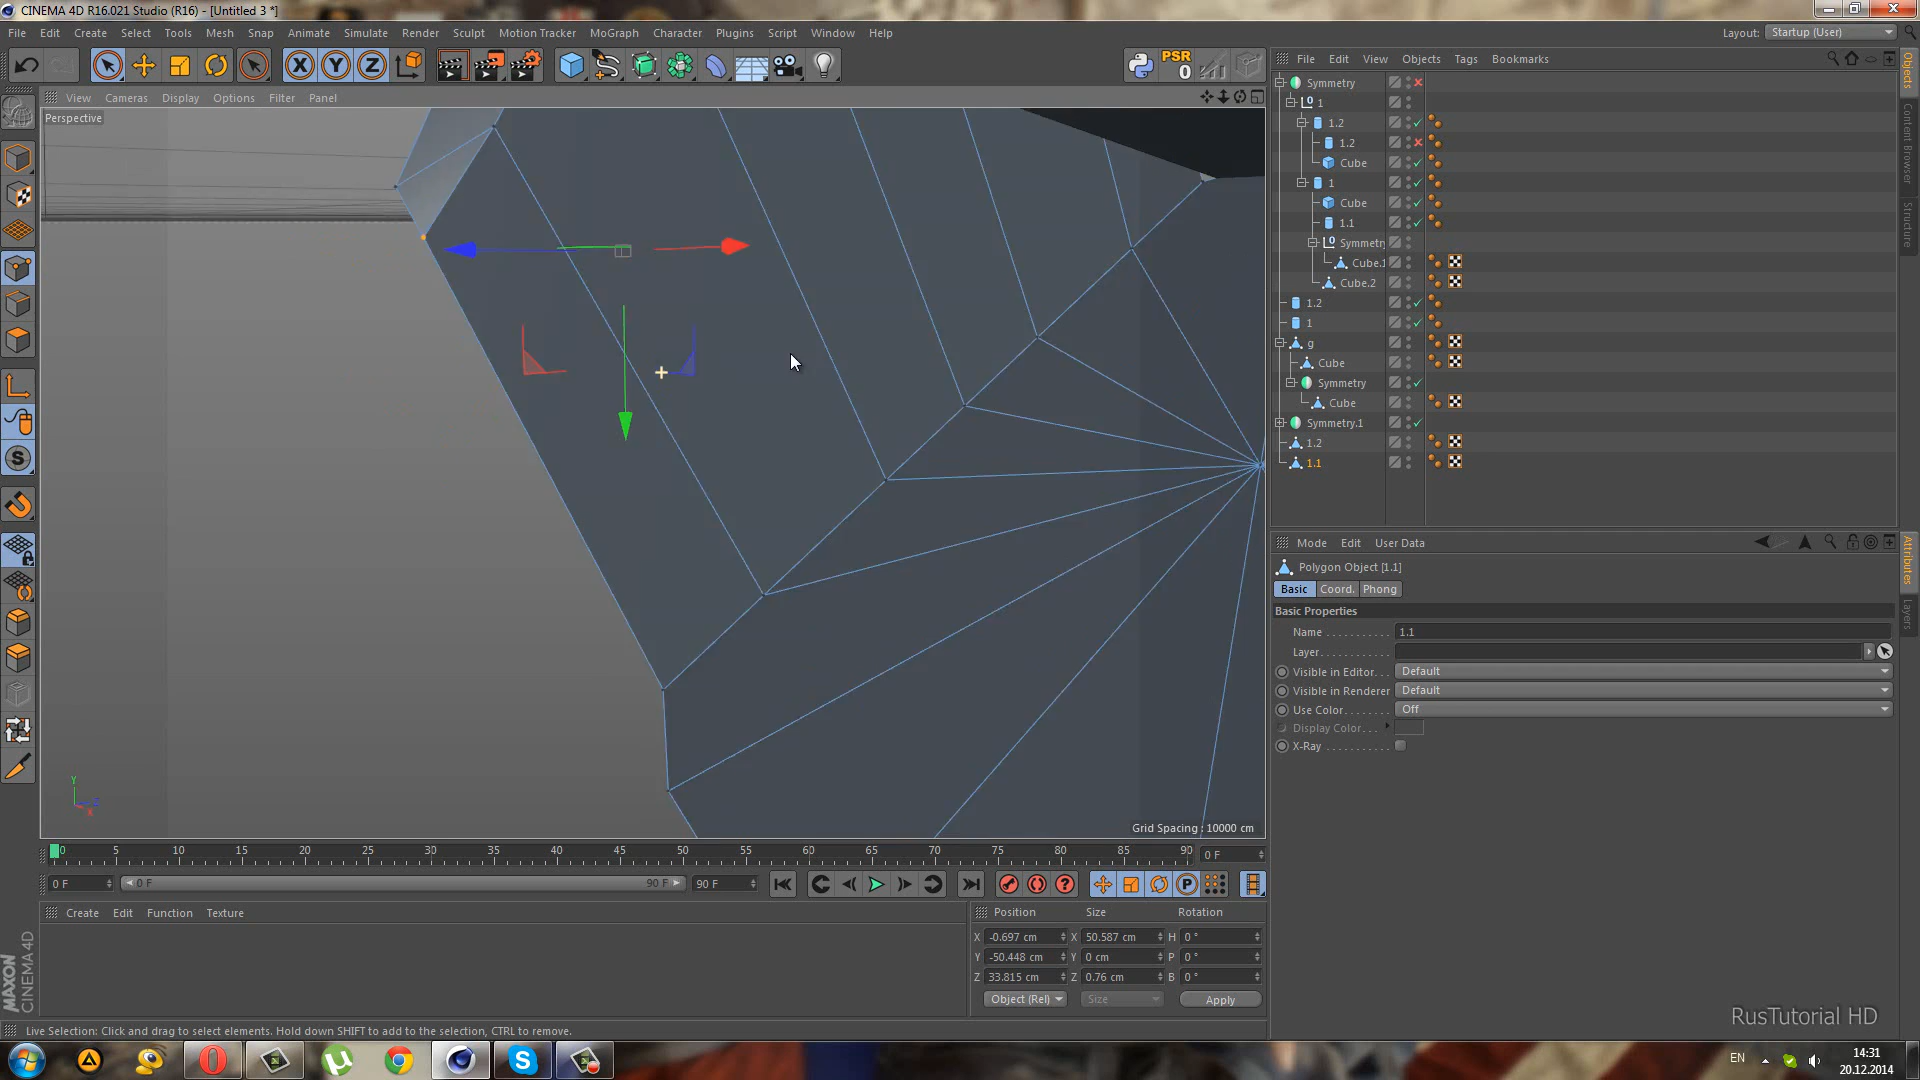 CINEMA 4D R16.021 Studio (R16) - [Untitled 3 *]
File Edit Create Select Tools Mesh Snap Animate Simulate Render Sculpt Motion Tracker MoGraph Character Plugins Script Window Help
Layout: Startup (User)
X Y Z
PSR
0
File Edit View Objects Tags Bookmarks
View Cameras Display Options Filter Panel
Perspective
Symmetry
1
1.2
1.2
Cube
1
Cube
1.1
Symmetry
Cube.1
Cube.2
1.2
1
g
Cube
Symmetry
Cube
Symmetry.1
1.2
1.1
Objects
Content Browser
Structure
Attributes
Layers
Mode Edit User Data
Polygon Object [1.1]
Basic Coord. Phong
Basic Properties
Name 1.1
Layer
Visible in Editor Default
Visible in Renderer Default
Use Color Off
Display Color
X-Ray
Y
Z
X
Grid Spacing : 10000 cm
0 5 10 15 20 25 30 35 40 45 50 55 60 65 70 75 80 85 90
0 F
0 F 0 F 90 F 90 F
Create Edit Function Texture
Position Size Rotation
X -0.697 cm X 50.587 cm H 0 °
Y -50.448 cm Y 0 cm P 0 °
Z 33.815 cm Z 0.76 cm B 0 °
Object (Rel) Size Apply
MAXON
CINEMA 4D
Live Selection: Click and drag to select elements. Hold down SHIFT to add to the selection, CTRL to remove.
RusTutorial HD
EN
14:31
20.12.2014